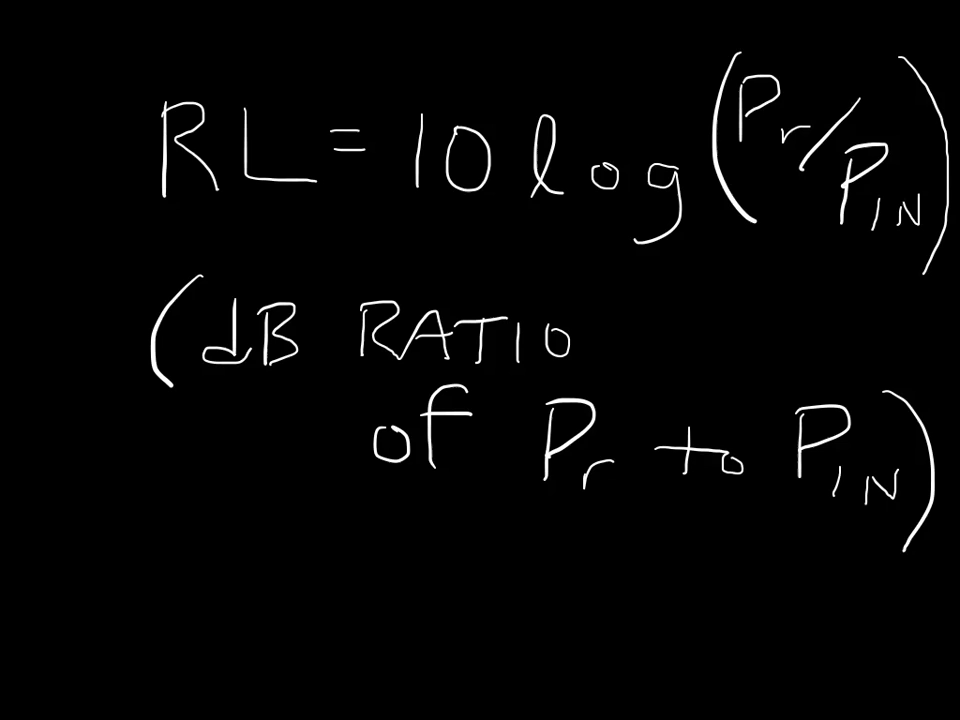 RL = 10 log (Pr/PIN)
(dB RATIO
of Pr to PIN)